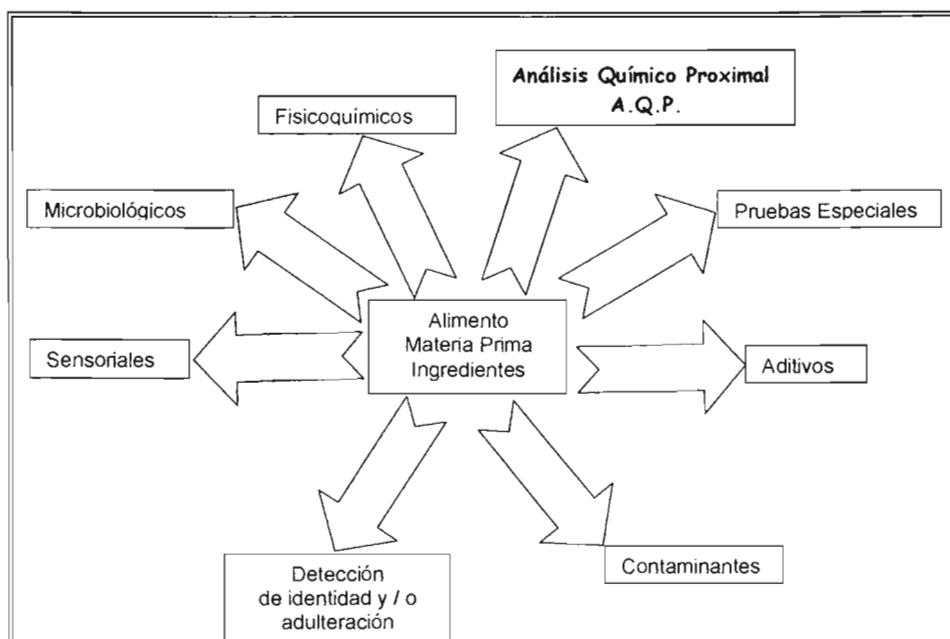 Análisis Químico Proximal
A.Q.P.
Fisicoquímicos
Microbiológicos
Pruebas Especiales
Alimento
Materia Prima
Ingredientes
Sensoriales
Aditivos
Detección
de identidad y / o
adulteración
Contaminantes